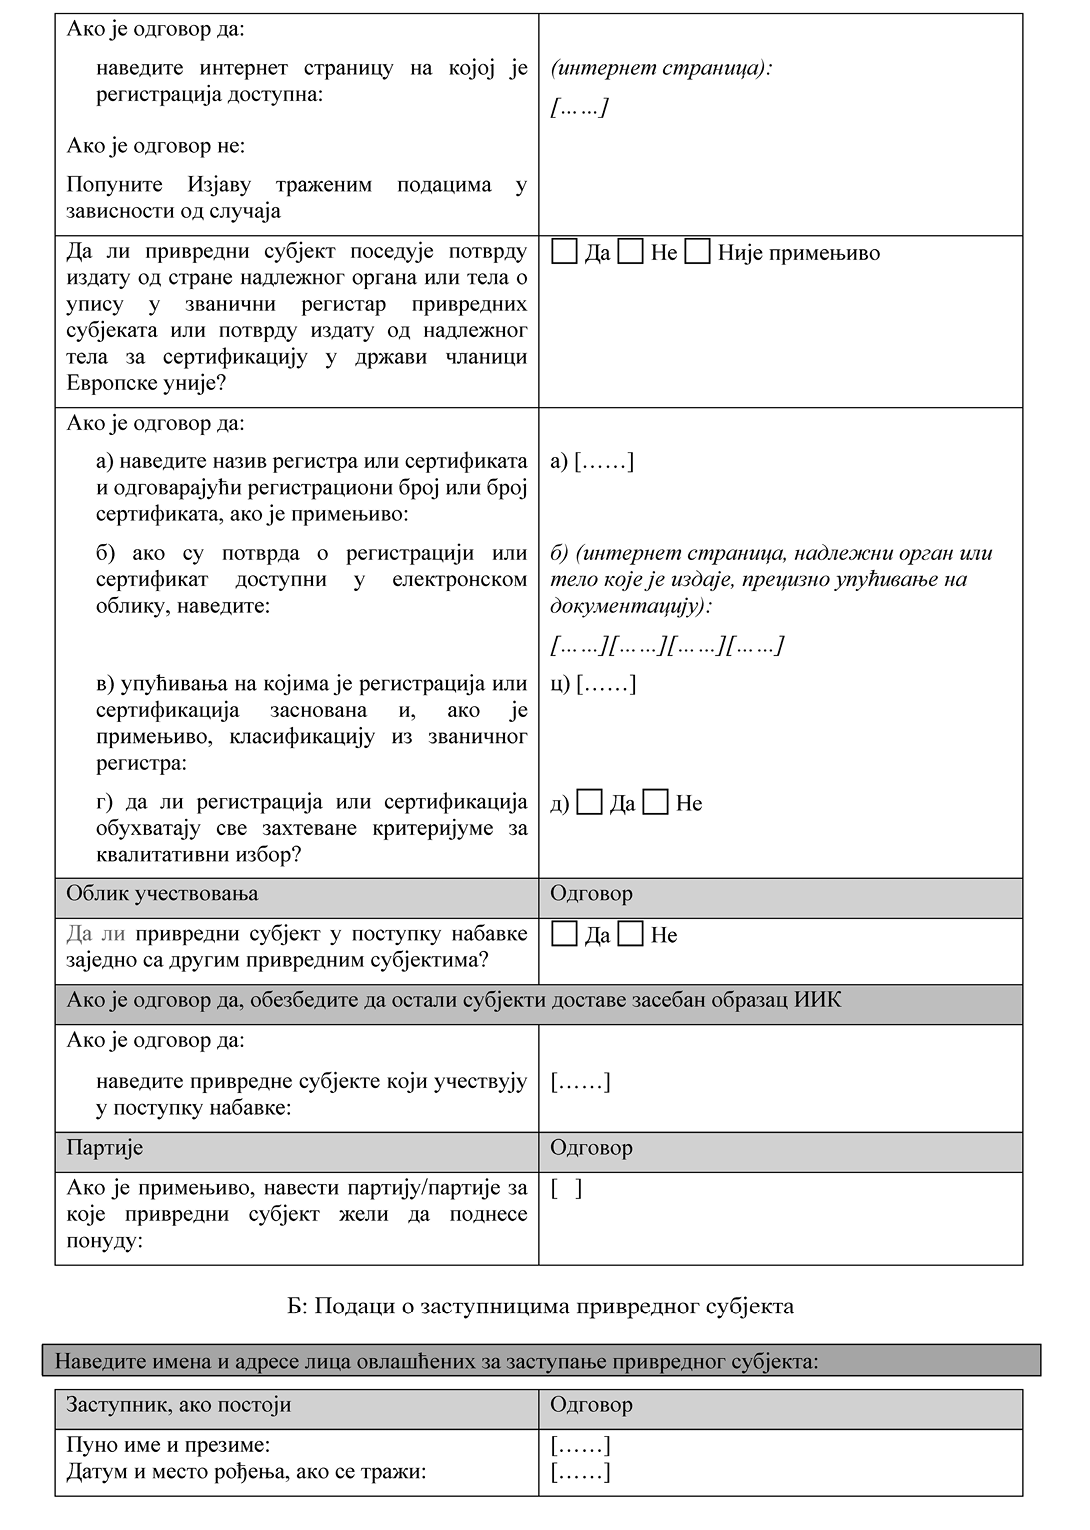 Ако је одговор да:
наведите интернет страницу на којој је
регистрација доступна:
(интернет страница):
[……]
Ако је одговор не:
Попуните Изјаву траженим подацима у
зависности од случаја
Да ли привредни субјект поседује потврду
издату од стране надлежног органа или тела о
упису у званични регистар привредних
субјеката или потврду издату од надлежног
тела за сертификацију у држави чланици
Европске уније?
Да Не Није примењиво
Ако је одговор да:
а) наведите назив регистра или сертификата
и одговарајући регистрациони број или број
сертификата, ако је примењиво:
а) [……]
б) ако су потврда о регистрацији или
сертификат доступни у електронском
облику, наведите:
б) (интернет страница, надлежни орган или
тело које је издаје, прецизно упућивање на
документацију):
[……][……][……][……]
в) упућивања на којима је регистрација или
сертификација заснована и, ако је
примењиво, класификацију из званичног
регистра:
ц) [……]
г) да ли регистрација или сертификација
обухватају све захтеване критеријуме за
квалитативни избор?
д) Да Не
Облик учествовања
Одговор
Да ли привредни субјект у поступку набавке
заједно са другим привредним субјектима?
Да Не
Ако је одговор да, обезбедите да остали субјекти доставе засебан образац ИИК
Ако је одговор да:
наведите привредне субјекте који учествују
у поступку набавке:
[……]
Партије
Одговор
Ако је примењиво, навести партију/партије за
које привредни субјект жели да поднесе
понуду:
[ ]
Б: Подаци о заступницима привредног субјекта
Наведите имена и адресе лица овлашћених за заступање привредног субјекта:
Заступник, ако постоји
Одговор
Пуно име и презиме:
[……]
Датум и место рођења, ако се тражи:
[……]